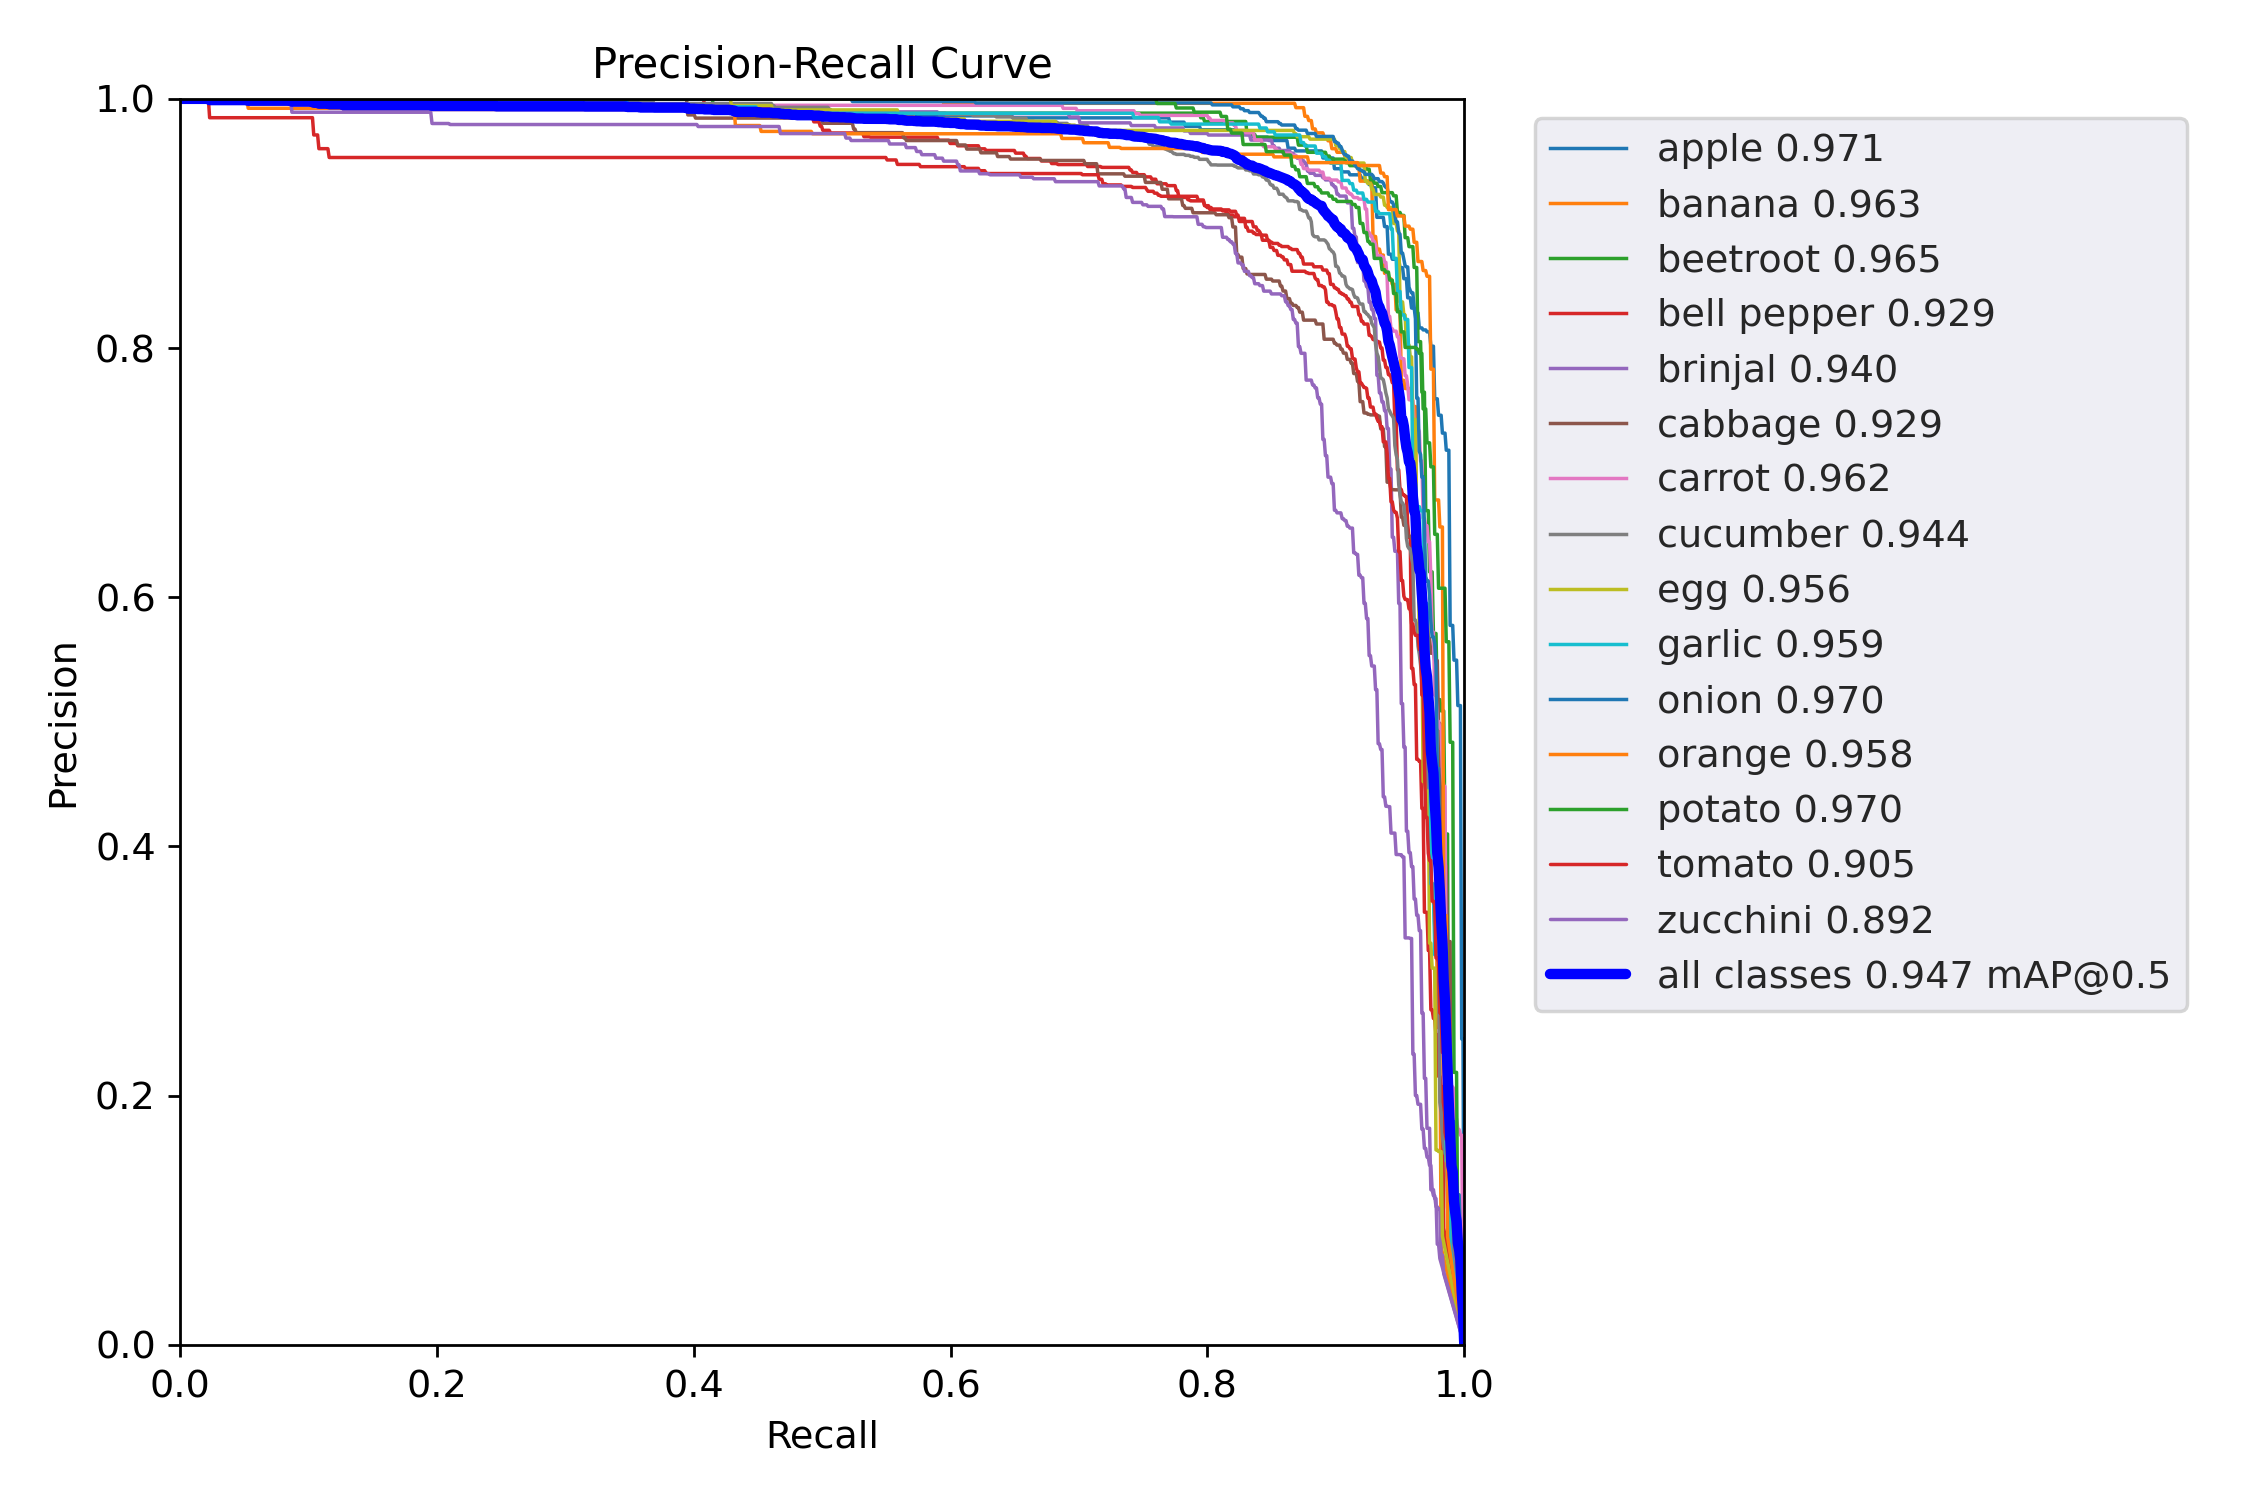 Precision-Recall Curve
1.0
0.8
0.6
0.4
0.2
0.0
Precision
0.0 0.2 0.4 0.6 0.8 1.0
Recall
apple 0.971
banana 0.963
beetroot 0.965
bell pepper 0.929
brinjal 0.940
cabbage 0.929
carrot 0.962
cucumber 0.944
egg 0.956
garlic 0.959
onion 0.970
orange 0.958
potato 0.970
tomato 0.905
zucchini 0.892
all classes 0.947 mAP@0.5